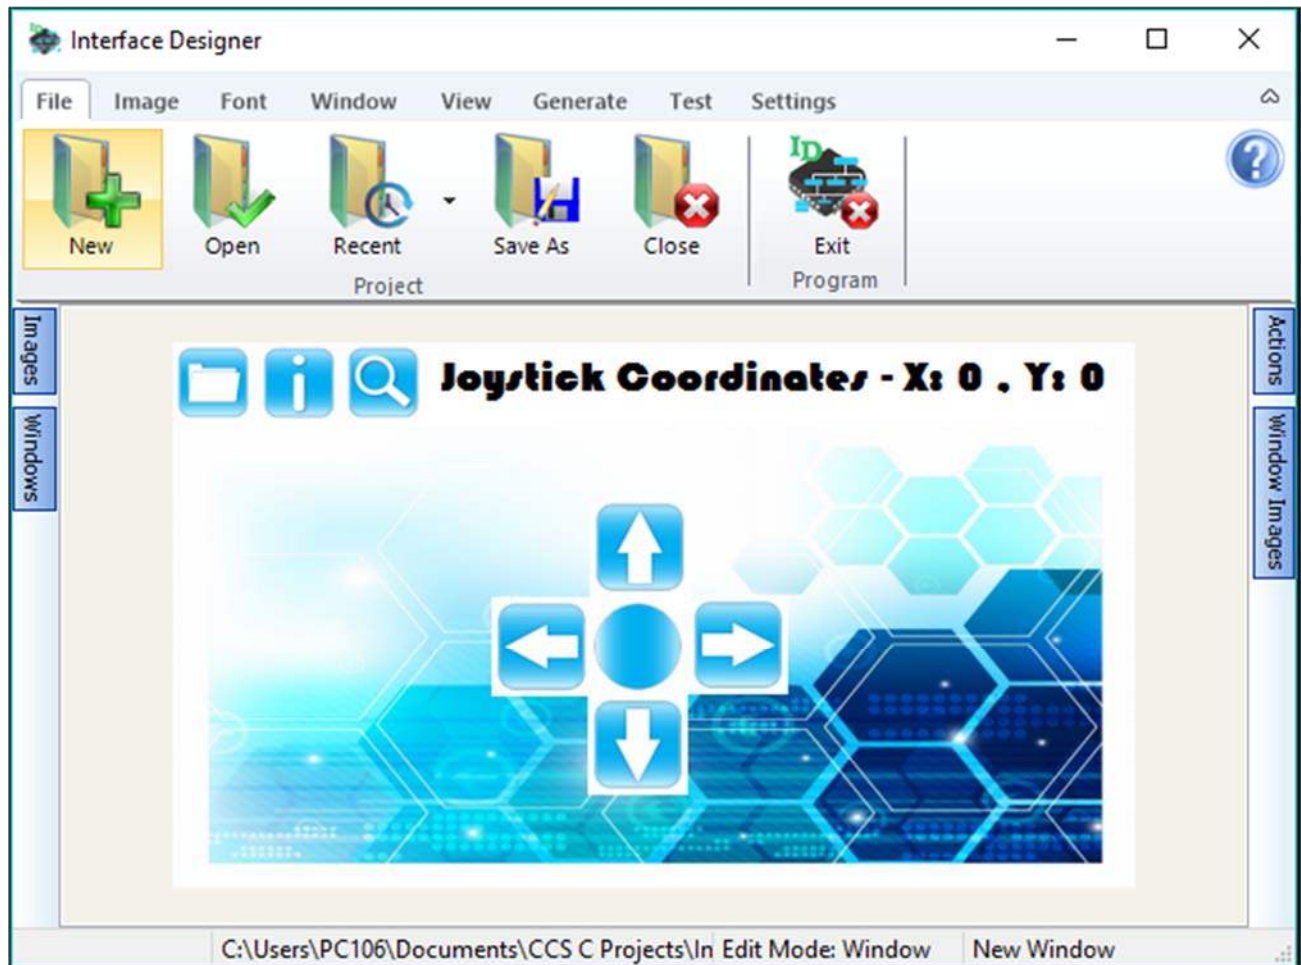 Interface Designer
File Image Font Window View Generate Test Settings
ID
New Open Recent Save As Close Exit
Project Program
Images
Windows
Actions
Window Images
Joystick Coordinates - X: 0 , Y: 0
C:\Users\PC106\Documents\CCS C Projects\In Edit Mode: Window New Window